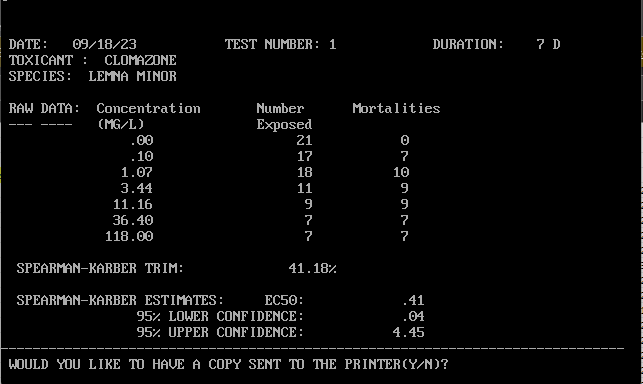 DATE: 09/18/23 TEST NUMBER: 1 DURATION: 7 D
TOXICANT : CLOMAZONE
SPECIES: LEMNA MINOR
RAW DATA: Concentration Number Mortalities
--- ---- (MG/L) Exposed
.00 21 0
.10 17 7
1.07 18 10
3.44 11 9
11.16 9 9
36.40 7 7
118.00 7 7
SPEARMAN-KARBER TRIM: 41.18%
SPEARMAN-KARBER ESTIMATES: EC50: .41
95% LOWER CONFIDENCE: .04
95% UPPER CONFIDENCE: 4.45
WOULD YOU LIKE TO HAVE A COPY SENT TO THE PRINTER(Y/N)?